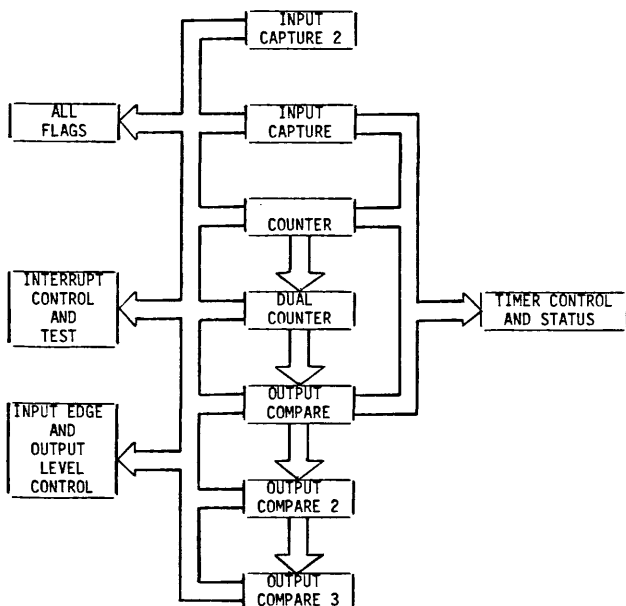 INPUT
CAPTURE 2
ALL
FLAGS
INPUT
CAPTURE
COUNTER
INTERRUPT
CONTROL
AND
TEST
DUAL
COUNTER
TIMER CONTROL
AND STATUS
INPUT EDGE
AND
OUTPUT
LEVEL
CONTROL
OUTPUT
COMPARE
OUTPUT
COMPARE 2
OUTPUT
COMPARE 3